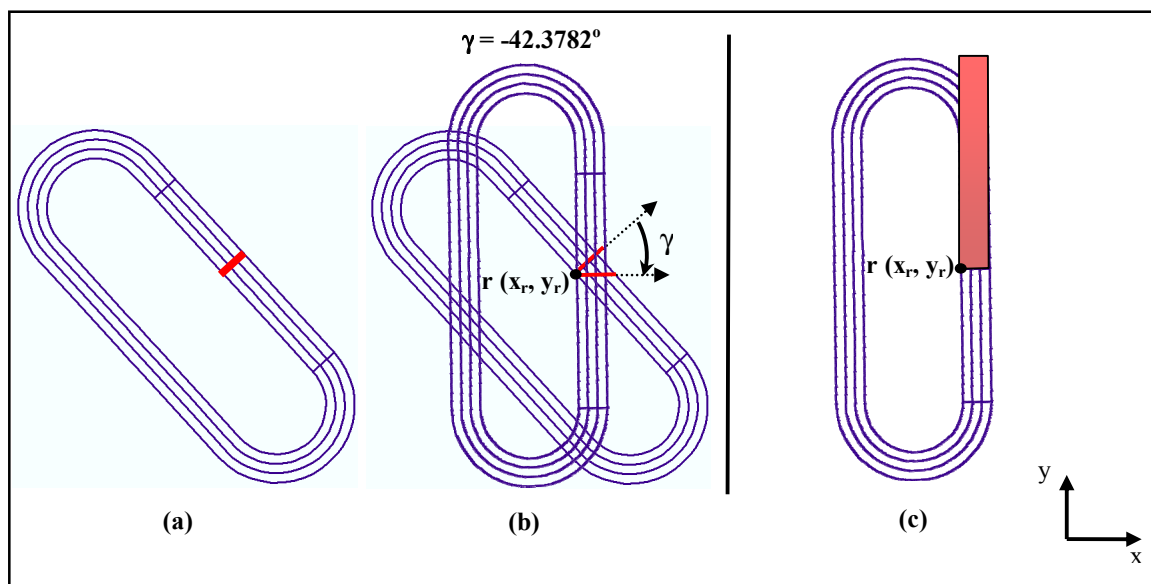 γ = -42.3782º
γ
r (xr, yr)
r (xr, yr)
y
x
(a)
(b)
(c)